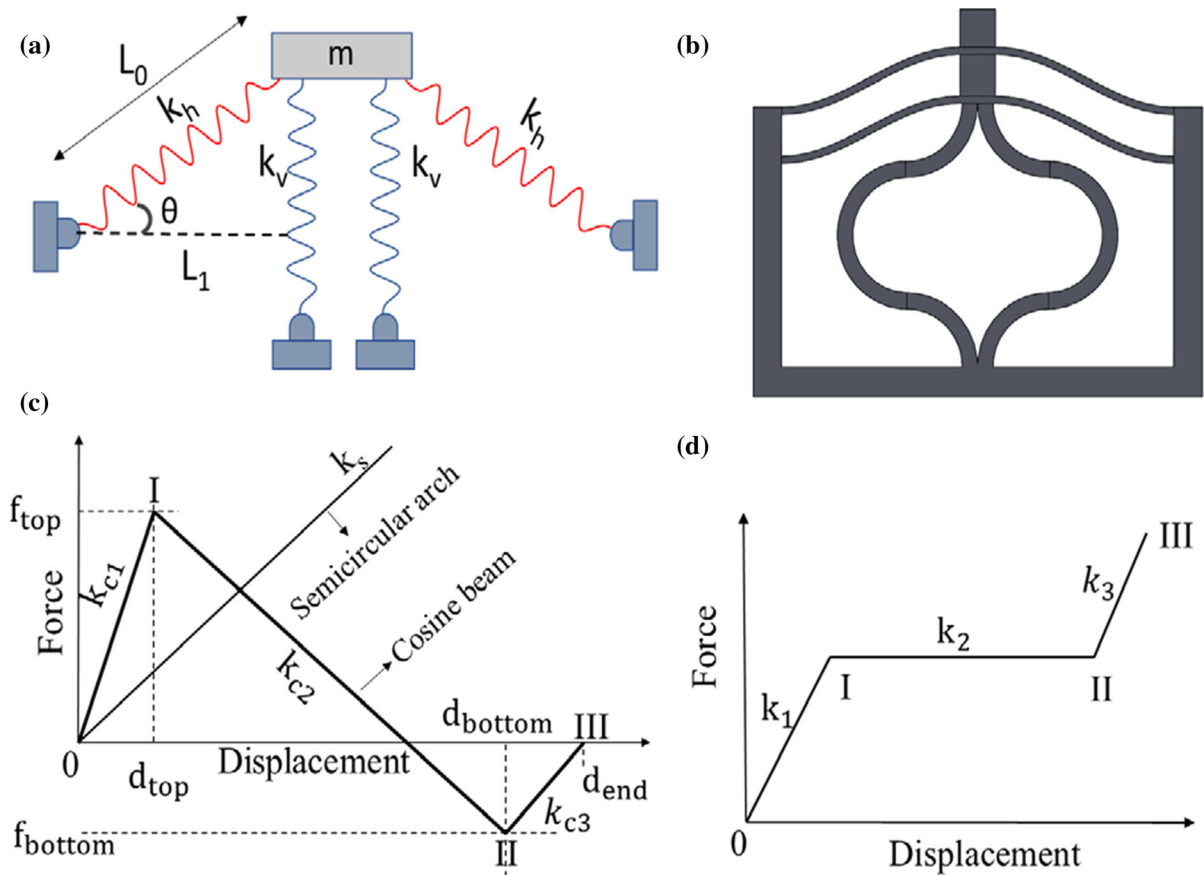 (a)
m
L0
kh
kh
kv
kv
θ
L1
(b)
(c)
Force
ftop
I
kc1
ks
Semicircular arch
Cosine beam
kc2
dbottom
III
0
dtop
Displacement
dend
kc3
fbottom
II
(d)
Force
III
k3
k2
k1
I
II
0
Displacement